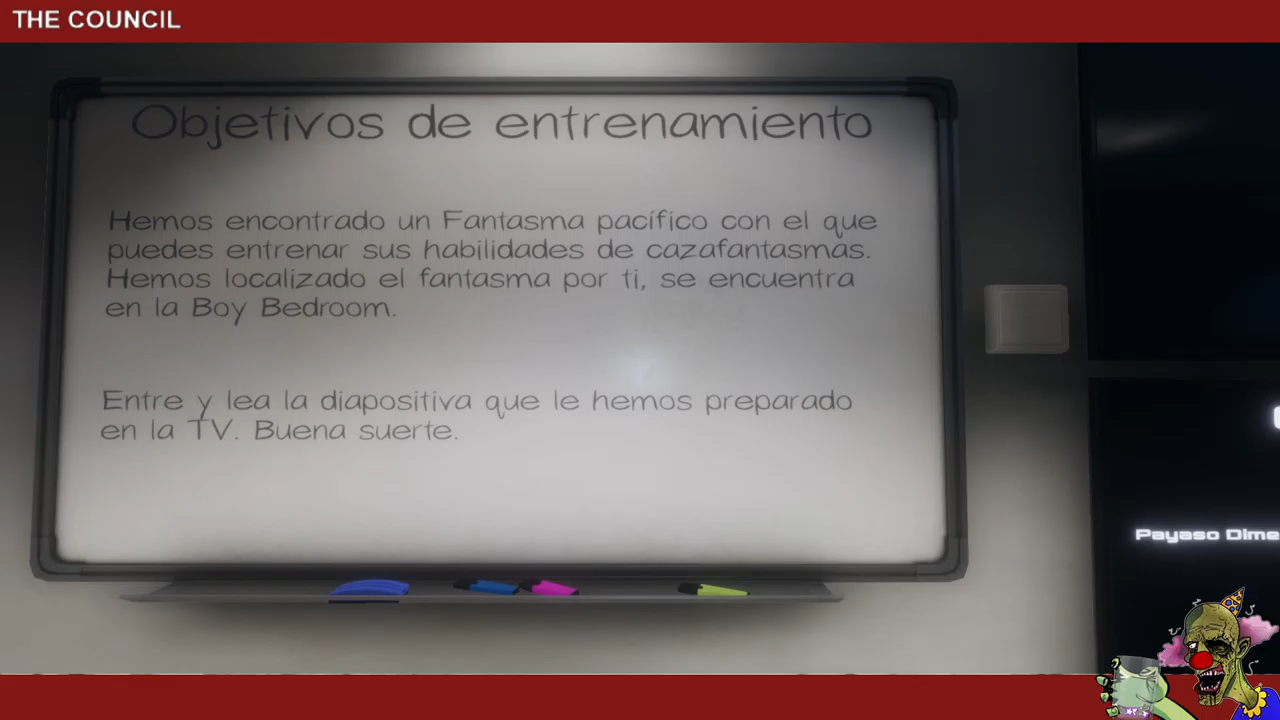 THE COUNCIL
Objetivos de entrenamiento
Hemos encontrado un Fantasma pacífico con el que
puedes entrenar sus habilidades de cazafantasmas.
Hemos localizado el fantasma por ti, se encuentra
en la Boy Bedroom.
Entre y lea la diapositiva que le hemos preparado
en la TV. Buena suerte.
Payaso Dime